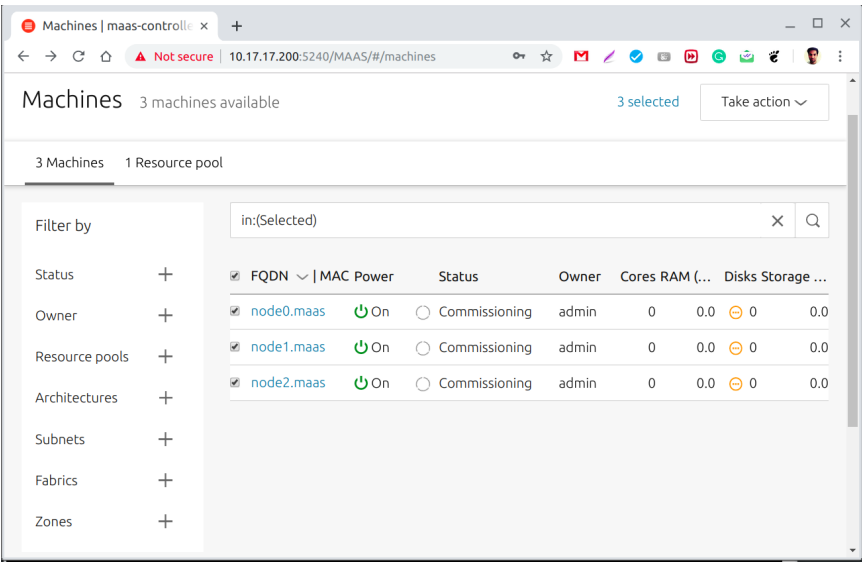 Machines | maas-controlle
Not secure | 10.17.17.200:5240/MAAS/#/machines
Machines 3 machines available 3 selected Take action
3 Machines 1 Resource pool
Filter by
Status
Owner
Resource pools
Architectures
Subnets
Fabrics
Zones
in:(Selected)
FQDN | MAC Power Status Owner Cores RAM (... Disks Storage ...
node0.maas On Commissioning admin 0 0.0 0 0.0
node1.maas On Commissioning admin 0 0.0 0 0.0
node2.maas On Commissioning admin 0 0.0 0 0.0